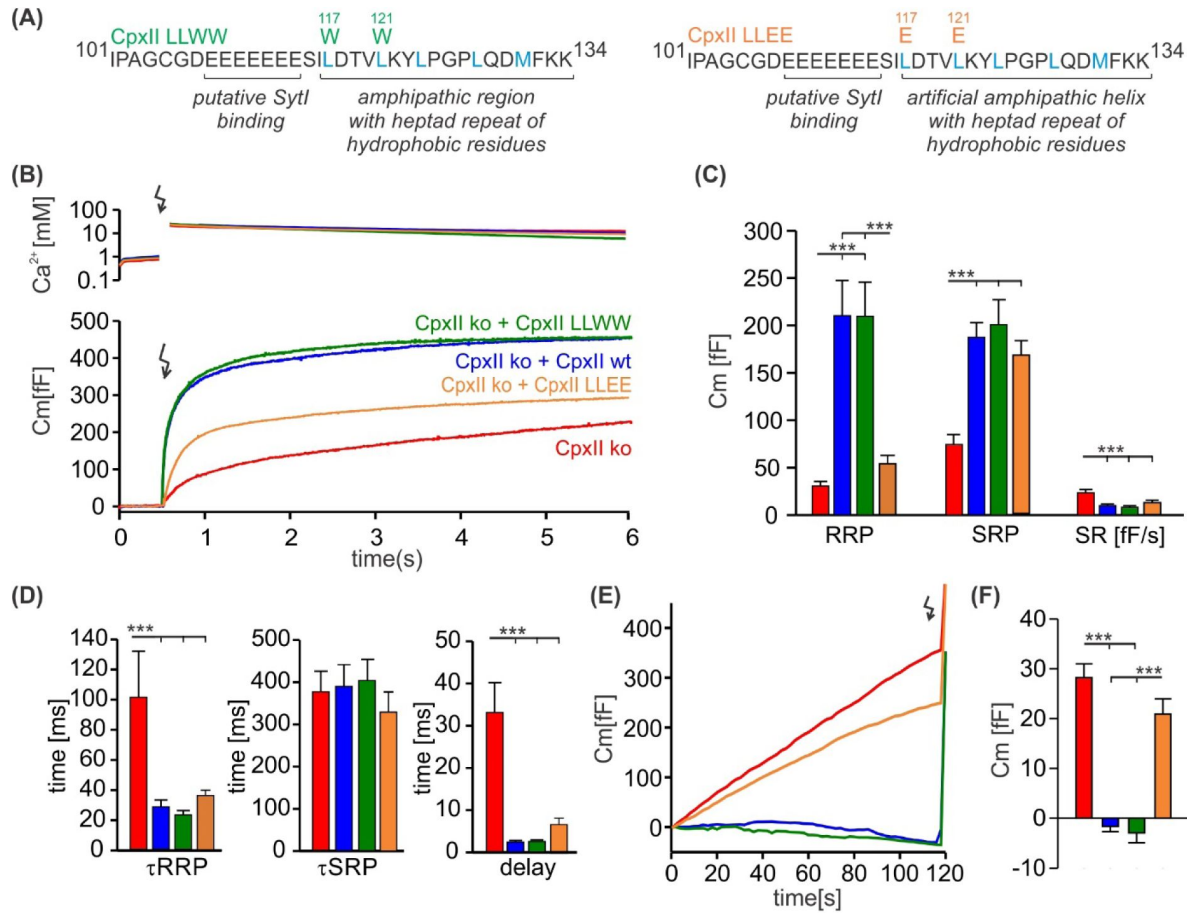 (A)
117 121
CpxII LLWW W W
101 IPAGCGDEEEEEEESILDTVLKYLPGPLQDMFKK 134
putative SytI
binding
amphipathic region
with heptad repeat of
hydrophobic residues
117 121
CpxII LLEE E E
101 IPAGCGDEEEEEEESILDTVLKYLPGPLQDMFKK 134
putative SytI
binding
artificial amphipathic helix
with heptad repeat of
hydrophobic residues
(B)
Ca2+ [mM]
100
10
1
0.1
Cm[fF]
500
400
300
200
100
0
CpxII ko + CpxII LLWW
CpxII ko + CpxII wt
CpxII ko + CpxII LLEE
CpxII ko
0 1 2 3 4 5 6
time(s)
(C)
Cm [fF]
300
250
200
150
100
50
0
*** *** *** ***
RRP SRP SR [fF/s]
(D)
time [ms]
140
120
100
80
60
40
20
0
***
τRRP
time [ms]
500
400
300
200
100
0
τSRP
time [ms]
50
40
30
20
10
0
***
delay
(E)
Cm[fF]
400
300
200
100
0
0 20 40 60 80 100 120
time[s]
(F)
Cm [fF]
40
30
20
10
0
-10
***
***